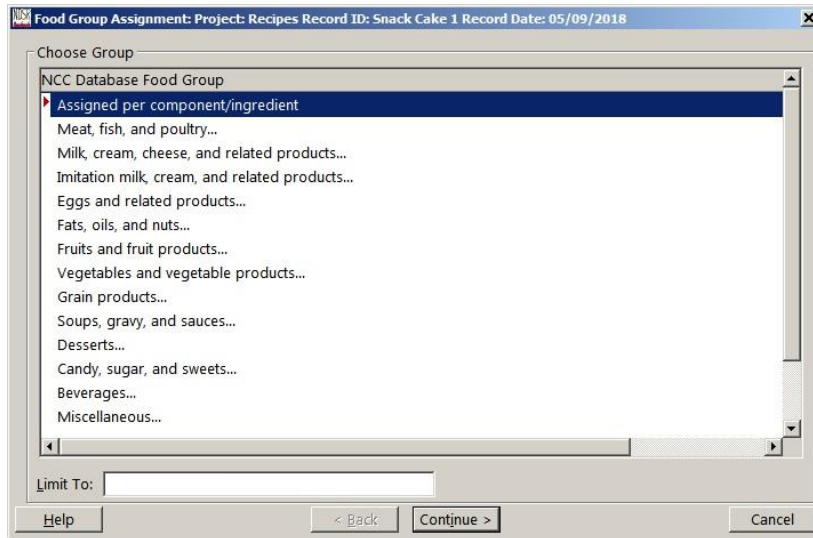 Food Group Assignment: Project: Recipes Record ID: Snack Cake 1 Record Date: 05/09/2018
Choose Group
NCC Database Food Group
Assigned per component/ingredient
Meat, fish, and poultry...
Milk, cream, cheese, and related products...
Imitation milk, cream, and related products...
Eggs and related products...
Fats, oils, and nuts...
Fruits and fruit products...
Vegetables and vegetable products...
Grain products...
Soups, gravy, and sauces...
Desserts...
Candy, sugar, and sweets...
Beverages...
Miscellaneous...
Limit To:
Help < Back Continue > Cancel